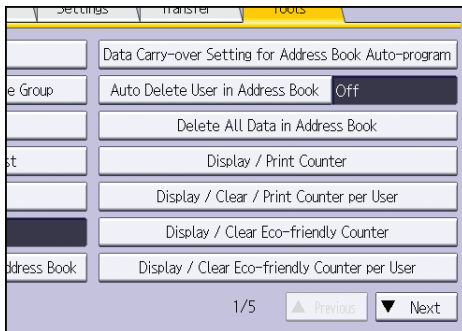 Settings Transfer Tools
Data Carry-over Setting for Address Book Auto-program
e Group Auto Delete User in Address Book Off
Delete All Data in Address Book
st Display / Print Counter
Display / Clear / Print Counter per User
Display / Clear Eco-friendly Counter
ddress Book Display / Clear Eco-friendly Counter per User
1/5 ▲ Previous ▼ Next